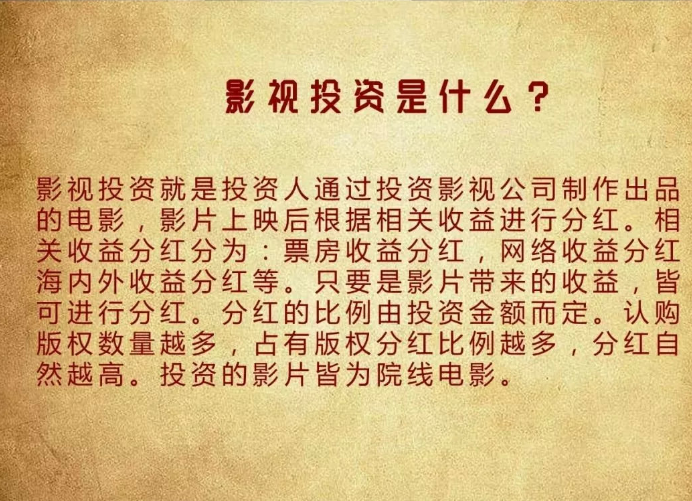 影视投资是什么？
影视投资就是投资人通过投资影视公司制作出品
的电影，影片上映后根据相关收益进行分红。相
关收益分红分为：票房收益分红，网络收益分红
海内外收益分红等。只要是影片带来的收益，皆
可进行分红。分红的比例由投资金额而定。认购
版权数量越多，占有版权分红比例越多，分红自
然越高。投资的影片皆为院线电影。